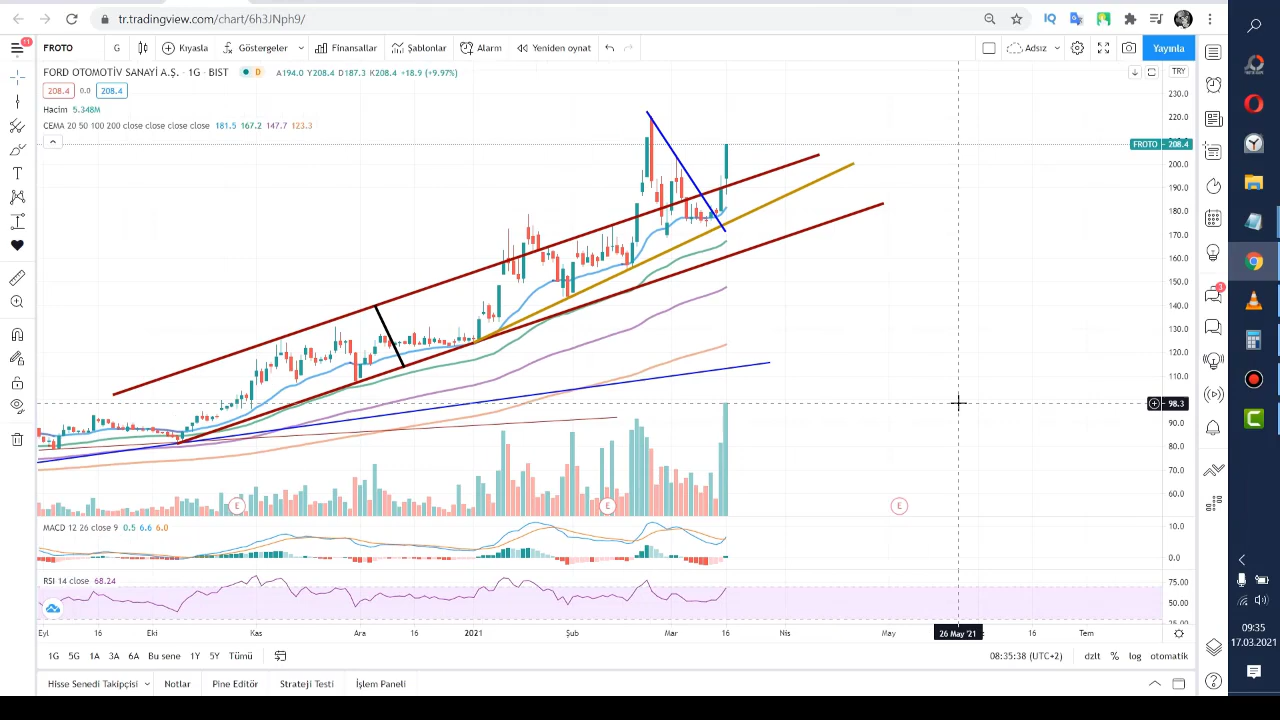 tr.tradingview.com/chart/6h3JNph9/
11
FROTO
G
Kıyasla
Göstergeler
Finansallar
Şablonlar
Alarm
Yeniden oynat
Adsız
Yayınla
FORD OTOMOTİV SANAYİ A.Ş. · 1G · BIST
D
A194.0 Y208.4 D187.3 K208.4 +18.9 (+9.97%)
TRY
208.4 0.0 208.4
Hacim 5.348M
CEMA 20 50 100 200 close close close close 181.5 167.2 147.7 123.3
230.0
220.0
FROTO 208.4
200.0
190.0
180.0
170.0
160.0
150.0
140.0
130.0
120.0
110.0
98.3
90.0
80.0
70.0
60.0
E
E
E
MACD 12 26 close 9 0.5 6.6 6.0
10.0
0.0
RSI 14 close 68.24
75.00
50.00
25.00
Eyl 16 Eki Kas Ara 16 2021 Şub Mar 16 Nis May 26 May '21 16 Tem
1G 5G 1A 3A 6A Bu sene 1Y 5Y Tümü
08:35:38 (UTC+2) dzlt % log otomatik
Hisse Senedi Takipçisi Notlar Pine Editör Strateji Testi İşlem Paneli
09:35
17.03.2021